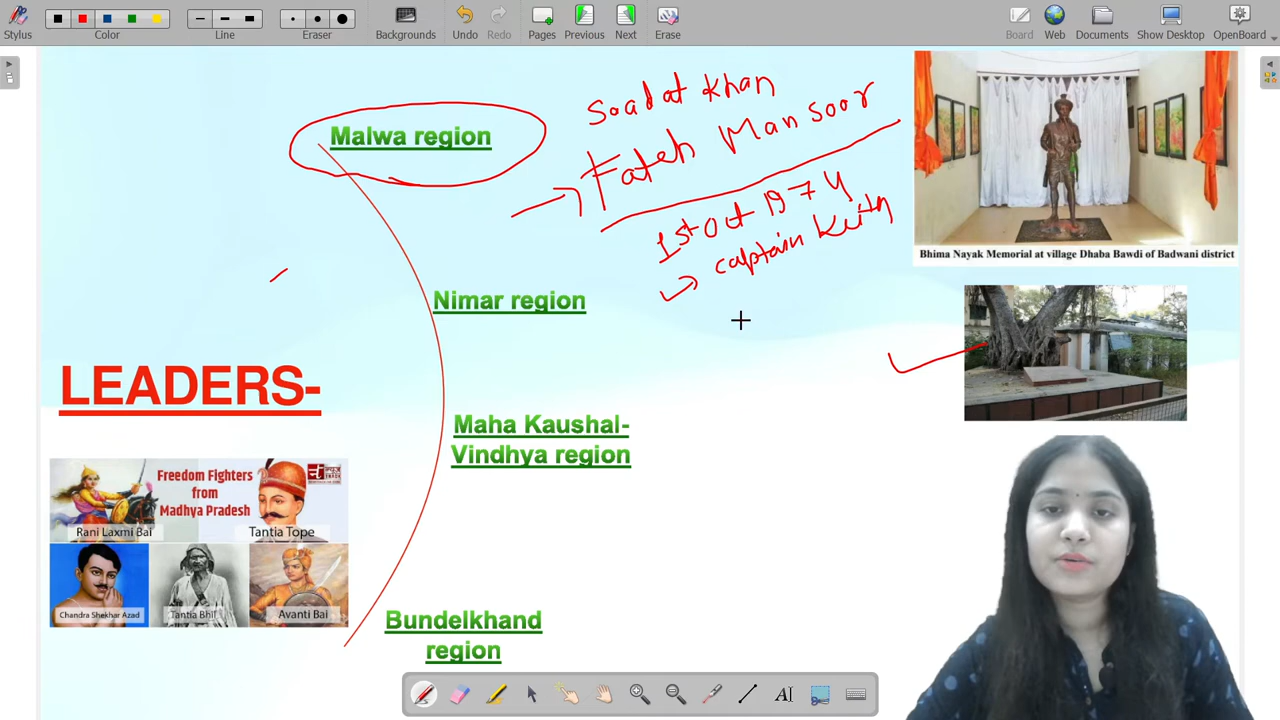 Stylus
Color
Line
Eraser
Backgrounds
Undo
Redo
Pages
Previous
Next
Erase
Board
Web
Documents
Show Desktop
OpenBoard
Malwa region
Saadat Khan
Fateh Mansoor
1st Oct 1974
Captain Keith
Bhima Nayak Memorial at village Dhaba Bawdi of Badwani district
Nimar region
LEADERS-
Maha Kaushal-
Vindhya region
Freedom Fighters
from
Madhya Pradesh
Rani Laxmi Bai
Tantia Tope
Chandra Shekhar Azad
Tantia Bhil
Avanti Bai
Bundelkhand
region